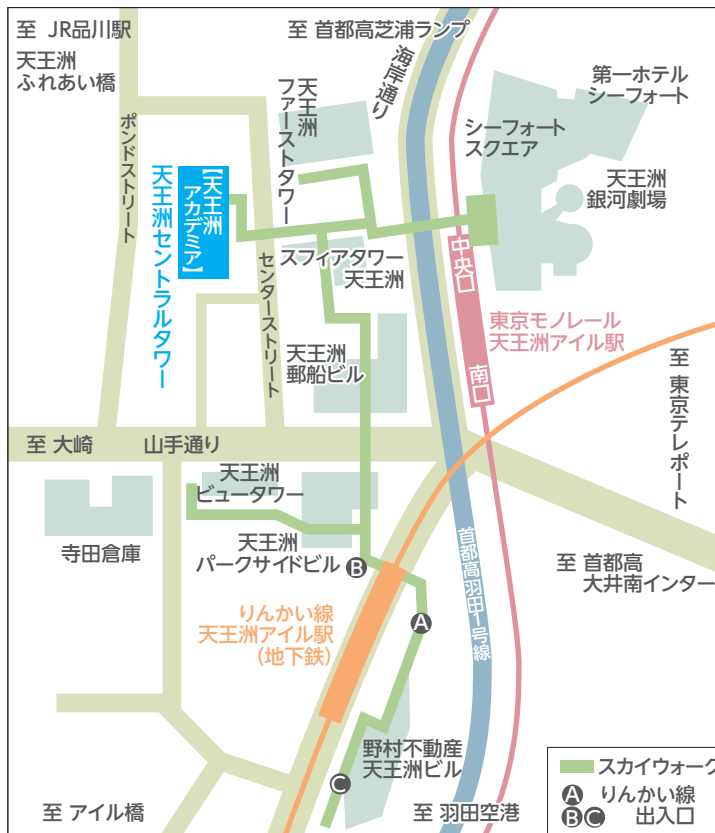 至 JR品川駅
天王洲
ふれあい橋
至 首都高芝浦ランプ
海岸通り
天王洲
ファーストタワー
第一ホテル
シーフォート
シーフォート
スクエア
天王洲
銀河劇場
ボンドストリート
【天王洲
アカデミア】
天王洲セントラルタワー
スフィアタワー
天王洲
センターストリート
中央口
東京モノレール
天王洲アイル駅
南口
天王洲
郵船ビル
至 東京テレポート
至 大崎
山手通り
天王洲
ビュータワー
寺田倉庫
天王洲
パークサイドビル
B
首都高羽田1号線
至 首都高
大井南インター
りんかい線
天王洲アイル駅
(地下鉄)
A
野村不動産
天王洲ビル
C
至 アイル橋
至 羽田空港
スカイウォーク
A りんかい線
BC 出入口